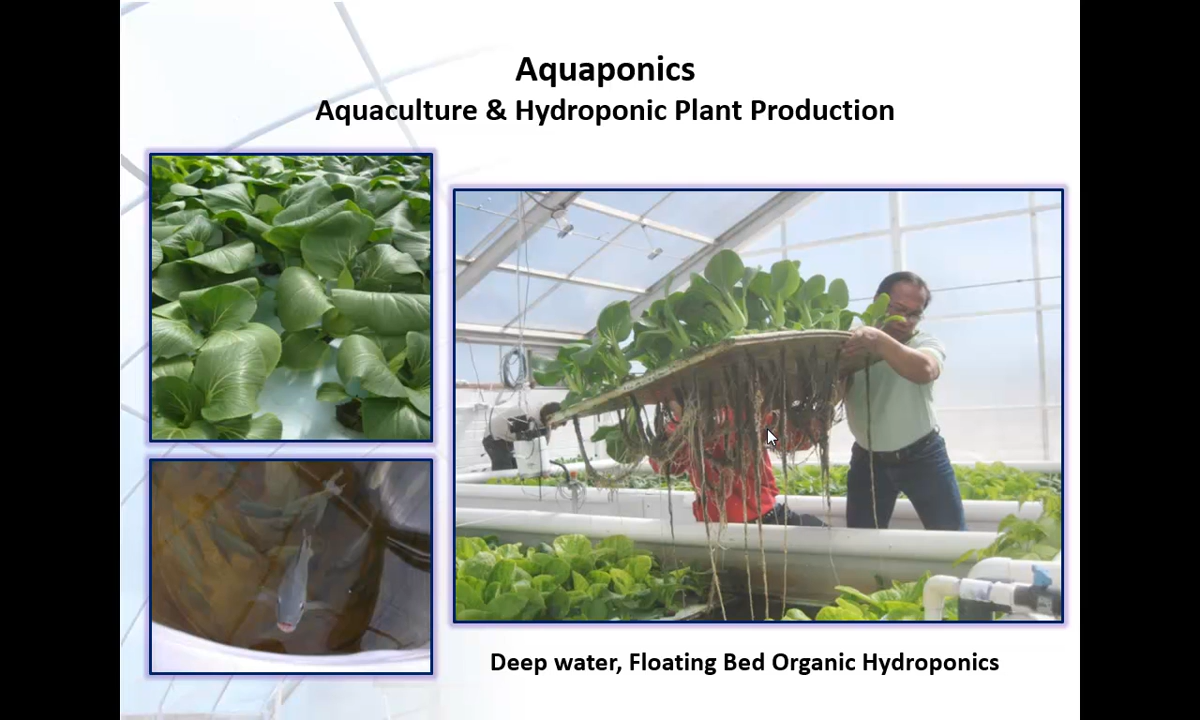 Aquaponics
Aquaculture & Hydroponic Plant Production
Deep water, Floating Bed Organic Hydroponics